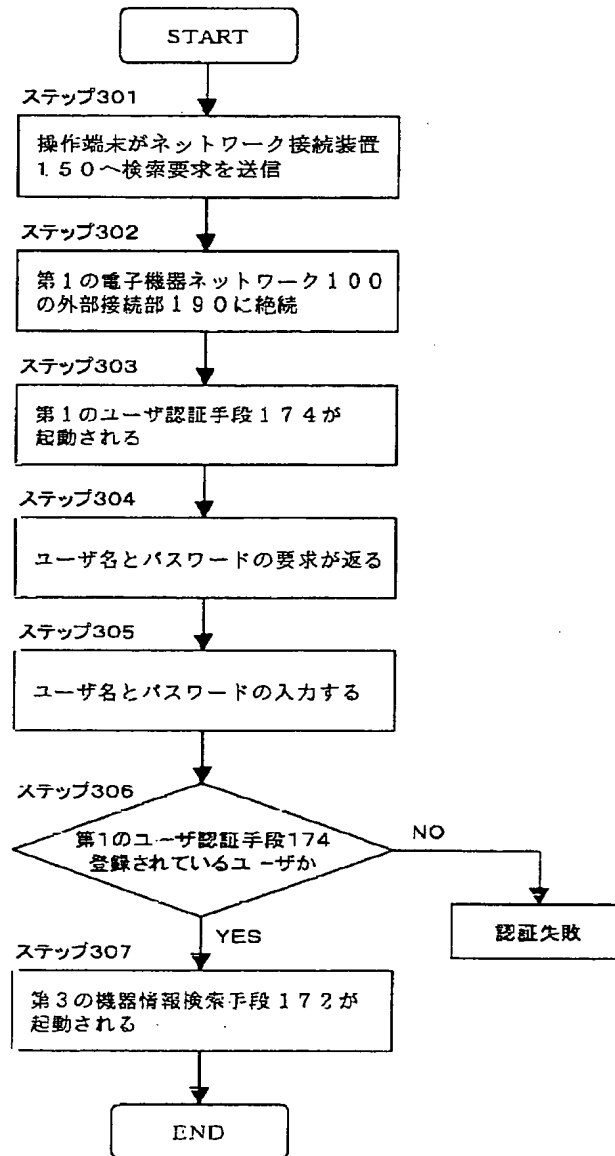 START
ステップ301
操作端末がネットワーク接続装置
１５０へ検索要求を送信
ステップ302
第１の電子機器ネットワーク１００
の外部接続部１９０に絶続
ステップ303
第１のユーザ認証手段１７４が
起動される
ステップ304
ユーザ名とパスワードの要求が返る
ステップ305
ユーザ名とパスワードの入力する
ステップ306
第1のユーザ認証手段174
登録されているユーザか
NO
YES
認証失敗
ステップ307
第３の機器情報検索手段１７２が
起動される
END